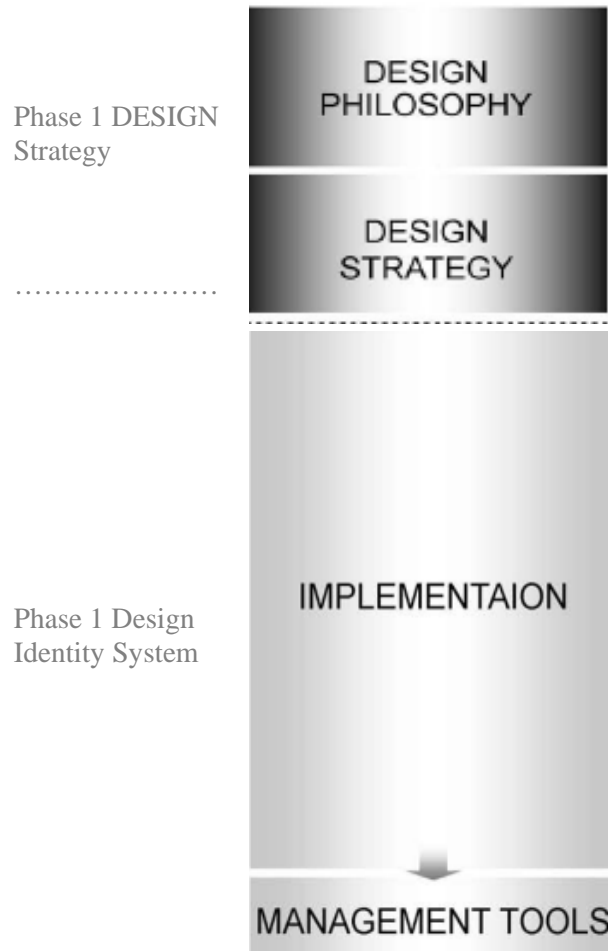 DESIGN
PHILOSOPHY
Phase 1 DESIGN
Strategy
DESIGN
STRATEGY
.....................
IMPLEMENTAION
Phase 1 Design
Identity System
MANAGEMENT TOOLS